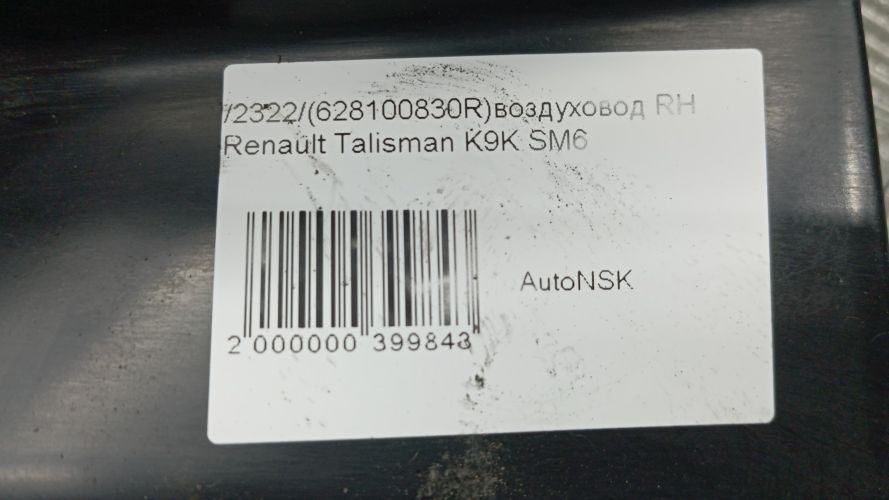 /2322/(628100830R)воздуховод RH
Renault Talisman K9K SM6
AutoNSK
2 000000 399843